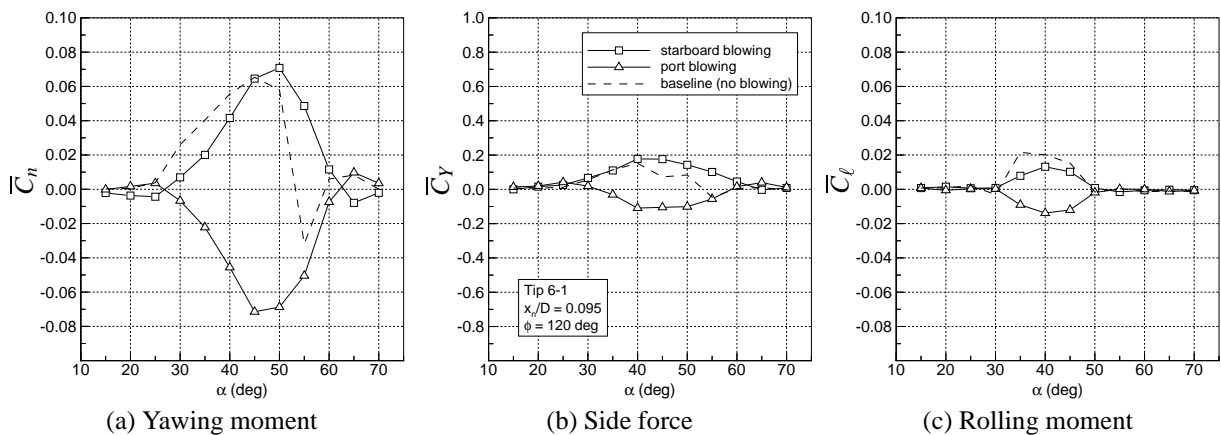 0.10
0.08
0.06
0.04
0.02
0.00
-0.02
-0.04
-0.06
-0.08
C̅n
10 20 30 40 50 60 70
α (deg)
(a) Yawing moment
1.0
0.8
0.6
0.4
0.2
0.0
-0.2
-0.4
-0.6
-0.8
C̅Y
starboard blowing
port blowing
baseline (no blowing)
Tip 6-1
xn/D = 0.095
ϕ = 120 deg
10 20 30 40 50 60 70
α (deg)
(b) Side force
0.10
0.08
0.06
0.04
0.02
0.00
-0.02
-0.04
-0.06
-0.08
C̅ℓ
10 20 30 40 50 60 70
α (deg)
(c) Rolling moment